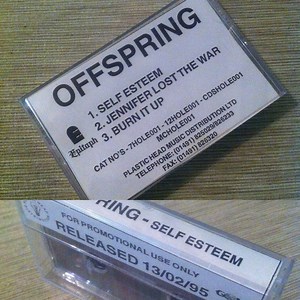 OFFSPRING
1. SELF ESTEEM
2. JENNIFER LOST THE WAR
3. BURN IT UP
Epitaph
CAT NO'S -7HOLE001 -12HOLE001 - CDSHOLE001
MCHOLE001
PLASTIC HEAD MUSIC DISTRIBUTION LTD
TELEPHONE: (01491) 825029/828233
FAX: (01491) 826320
RING - SELF ESTEEM
FOR PROMOTIONAL USE ONLY
RELEASED 13/02/95